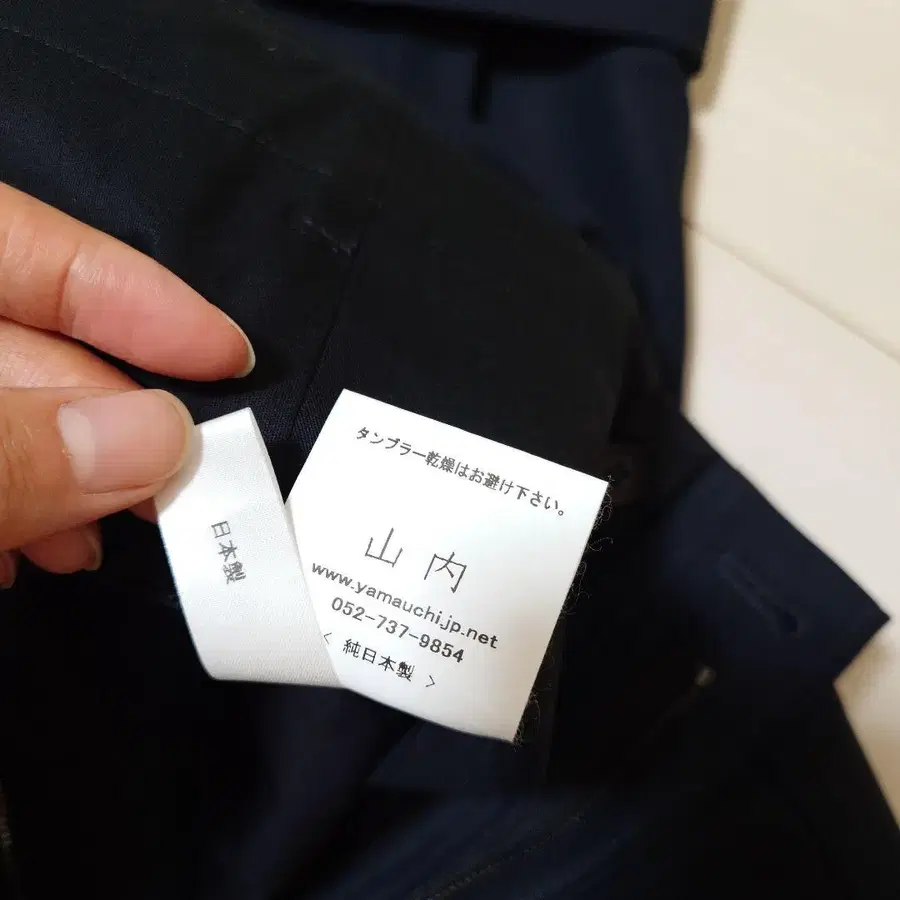 タンブラー乾燥はお避け下さい。
山内
www.yamauchi.jp.net
052-737-9854
< 純日本製 >
日本製